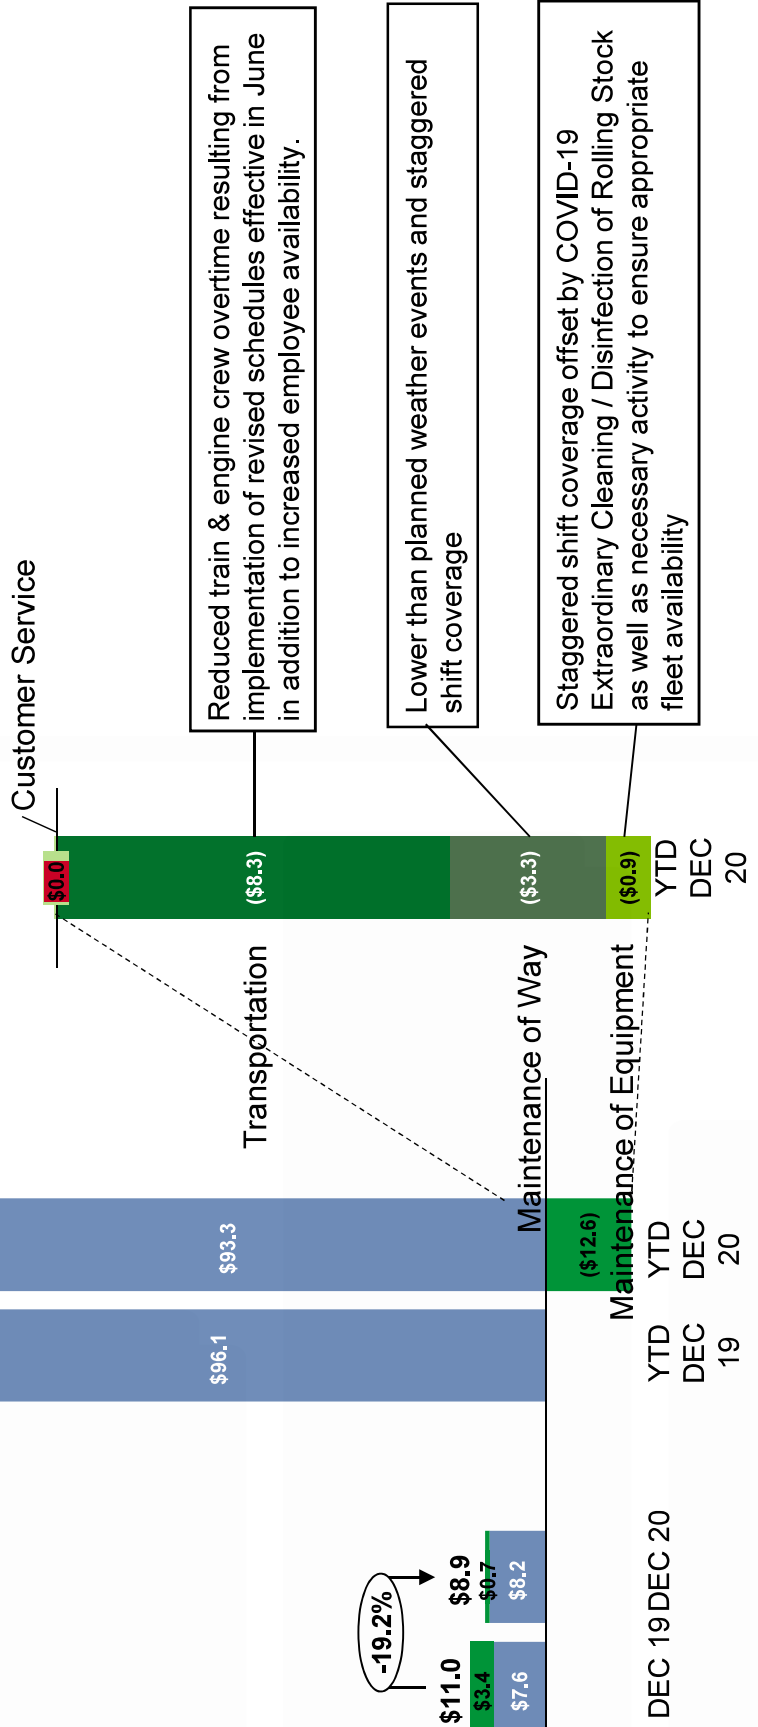 -19.2%
$11.0
$3.4
$7.6
$8.9
$0.7
$8.2
DEC 19 DEC 20
$96.1
YTD
DEC
19
$93.3
($12.6)
YTD
DEC
20
Customer Service
Transportation
Maintenance of Way
Maintenance of Equipment
$0.0
($8.3)
($3.3)
($0.9)
YTD
DEC
20
Reduced train & engine crew overtime resulting from
implementation of revised schedules effective in June
in addition to increased employee availability.
Lower than planned weather events and staggered
shift coverage
Staggered shift coverage offset by COVID-19
Extraordinary Cleaning / Disinfection of Rolling Stock
as well as necessary activity to ensure appropriate
fleet availability